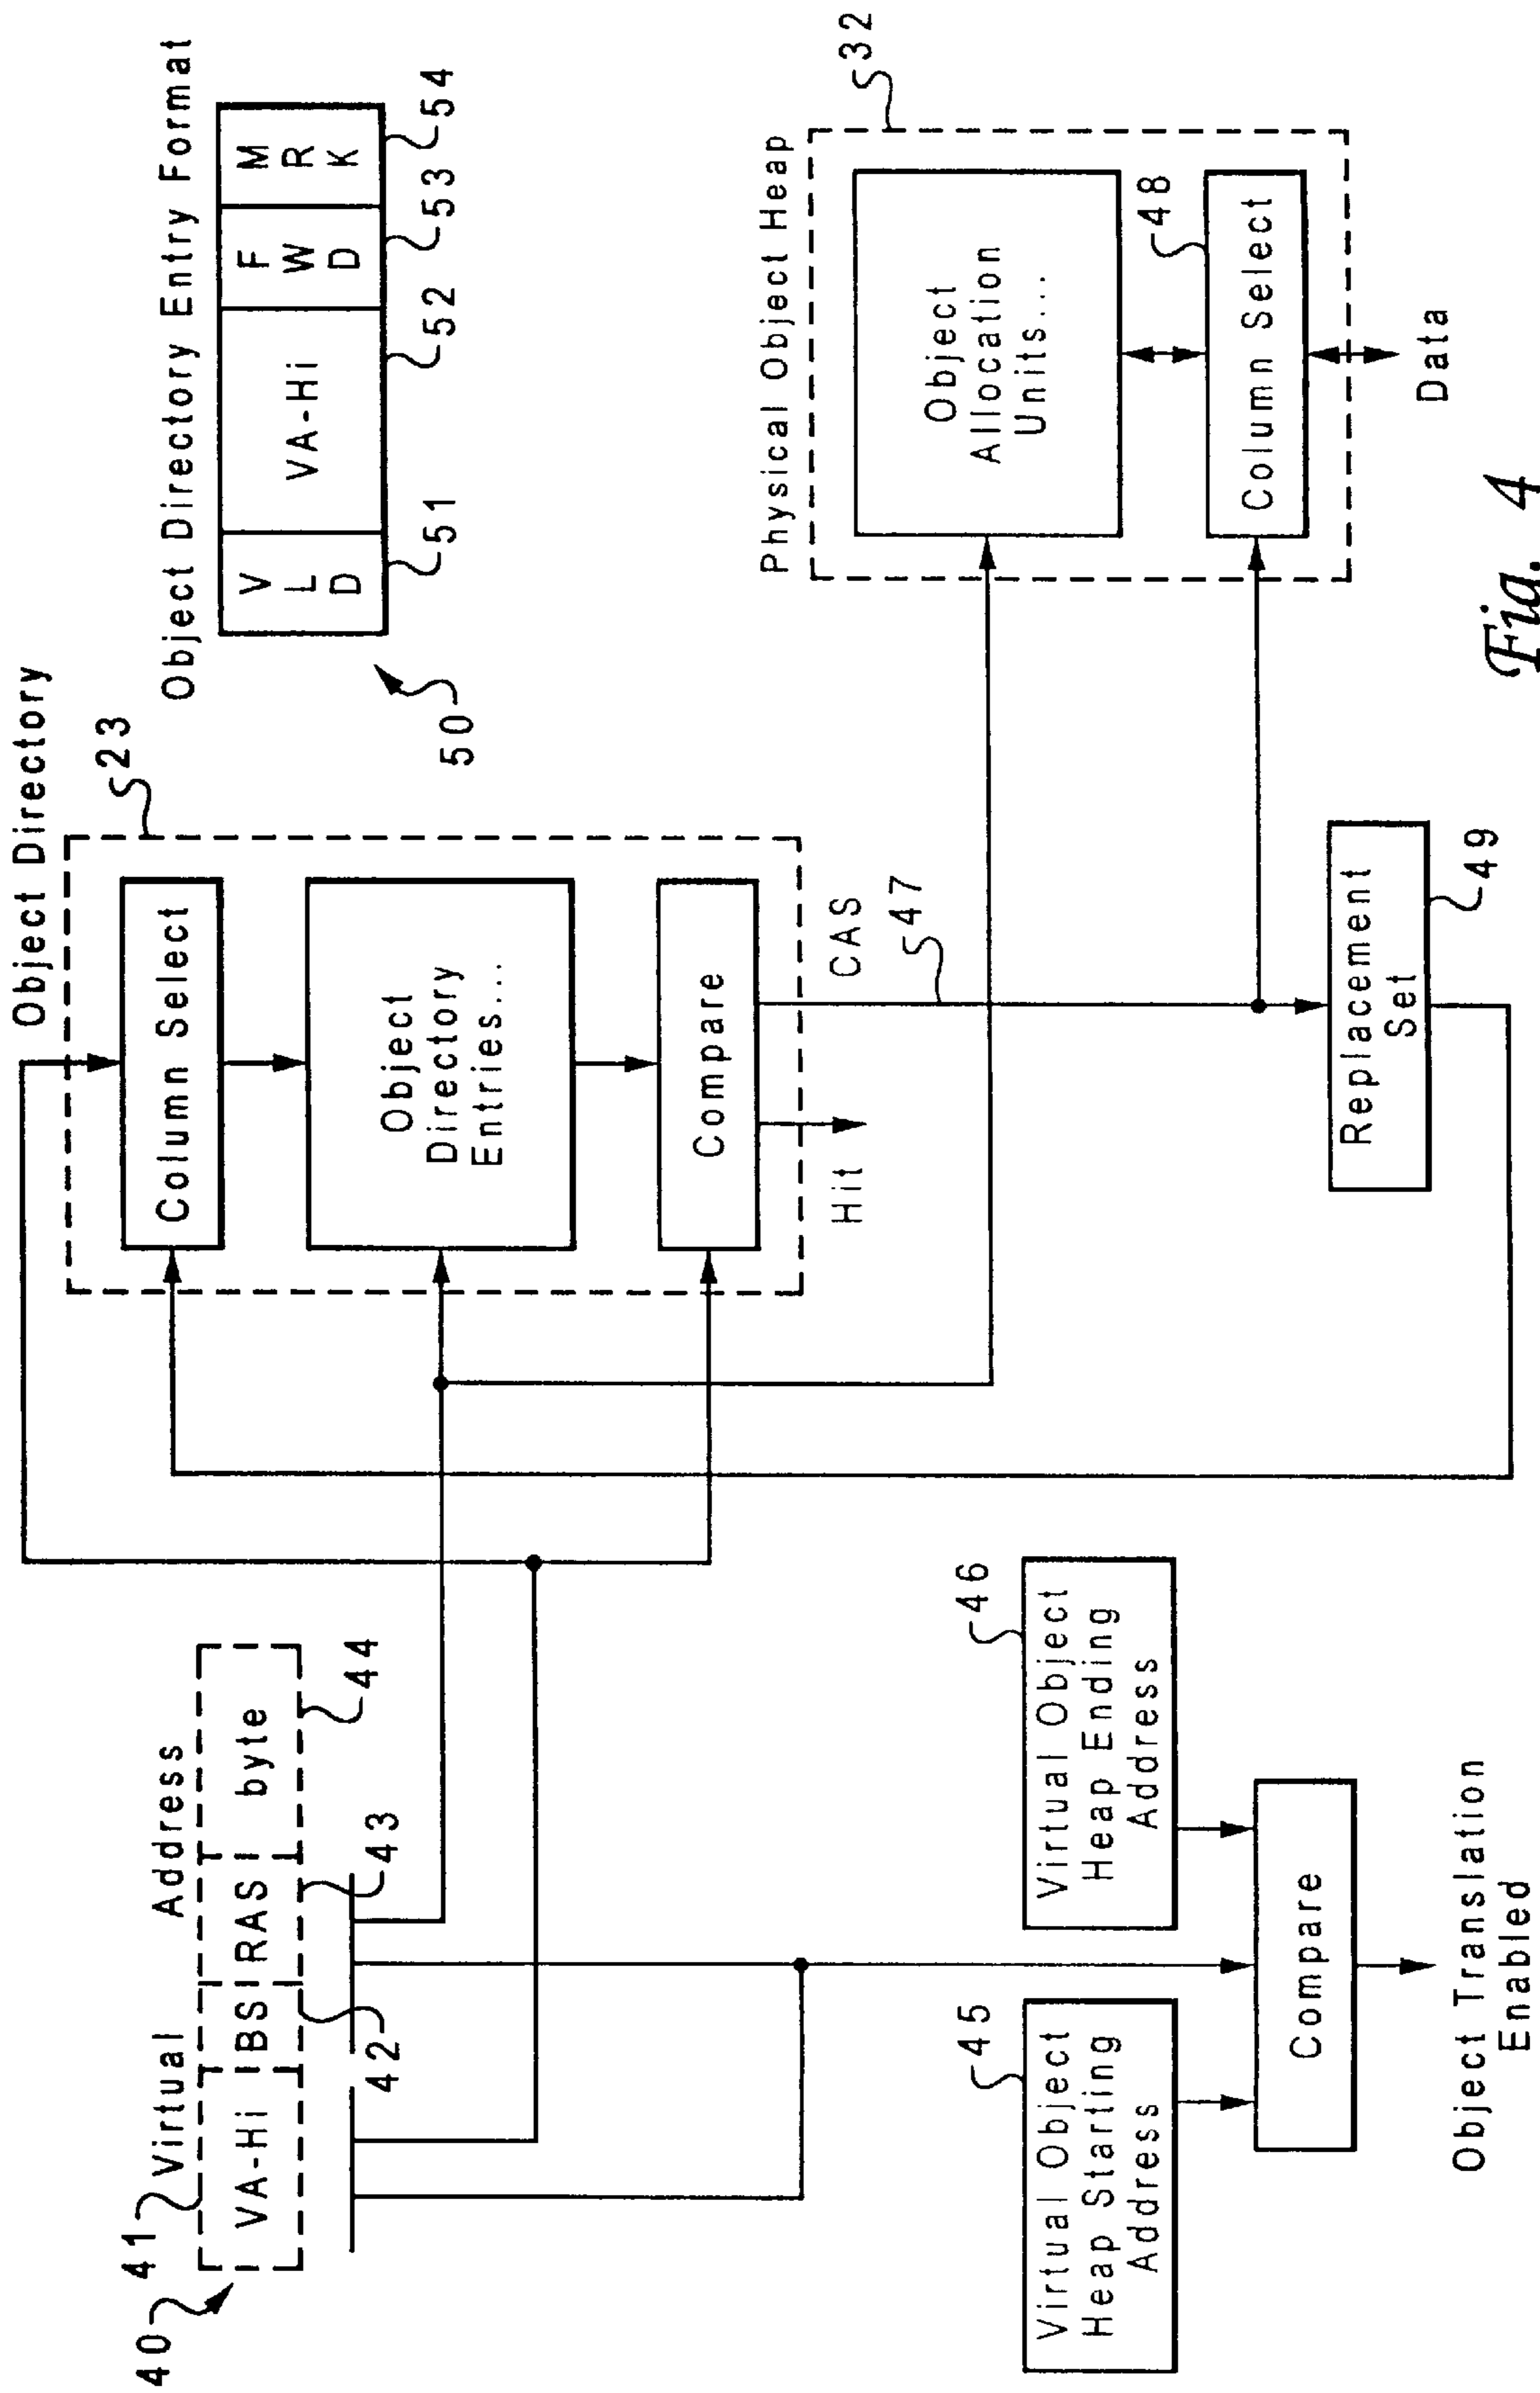 Object Directory
23
Column Select
Object
Directory
Entries...
Compare
Hit
CAS
47
Replacement
Set
49
Virtual Address
40
41
VA-Hi
BS
RAS
byte
42
43
44
Virtual Object
Heap Starting
Address
45
Virtual Object
Heap Ending
Address
46
Compare
Object Translation
Enabled
Object Directory Entry Format
VLD
VA-Hi
FWD
MRK
50
51
52
53
54
Physical Object Heap
32
Object
Allocation
Units...
48
Column Select
Data
Fig. 4